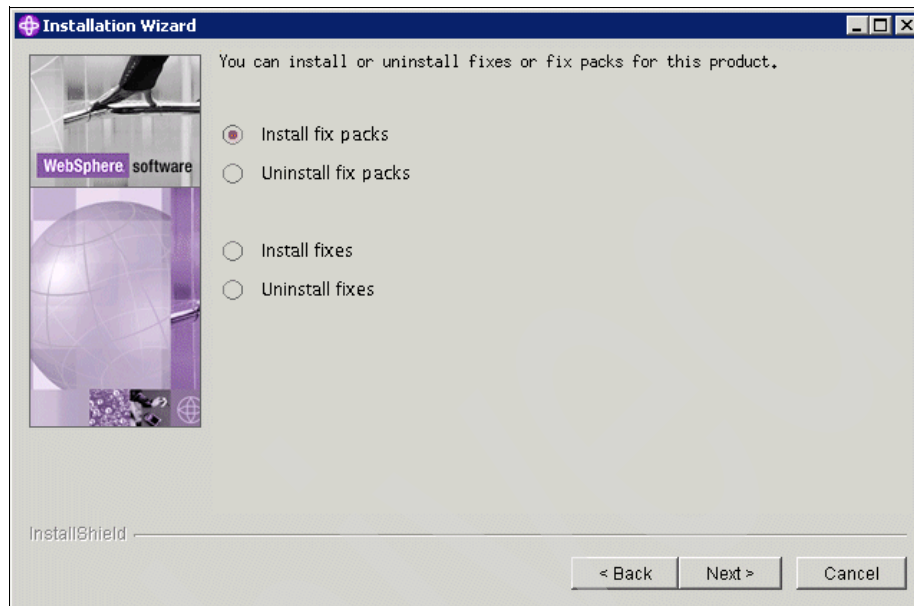 Installation Wizard
You can install or uninstall fixes or fix packs for this product.
WebSphere software
Install fix packs
Uninstall fix packs
Install fixes
Uninstall fixes
InstallShield
< Back
Next >
Cancel